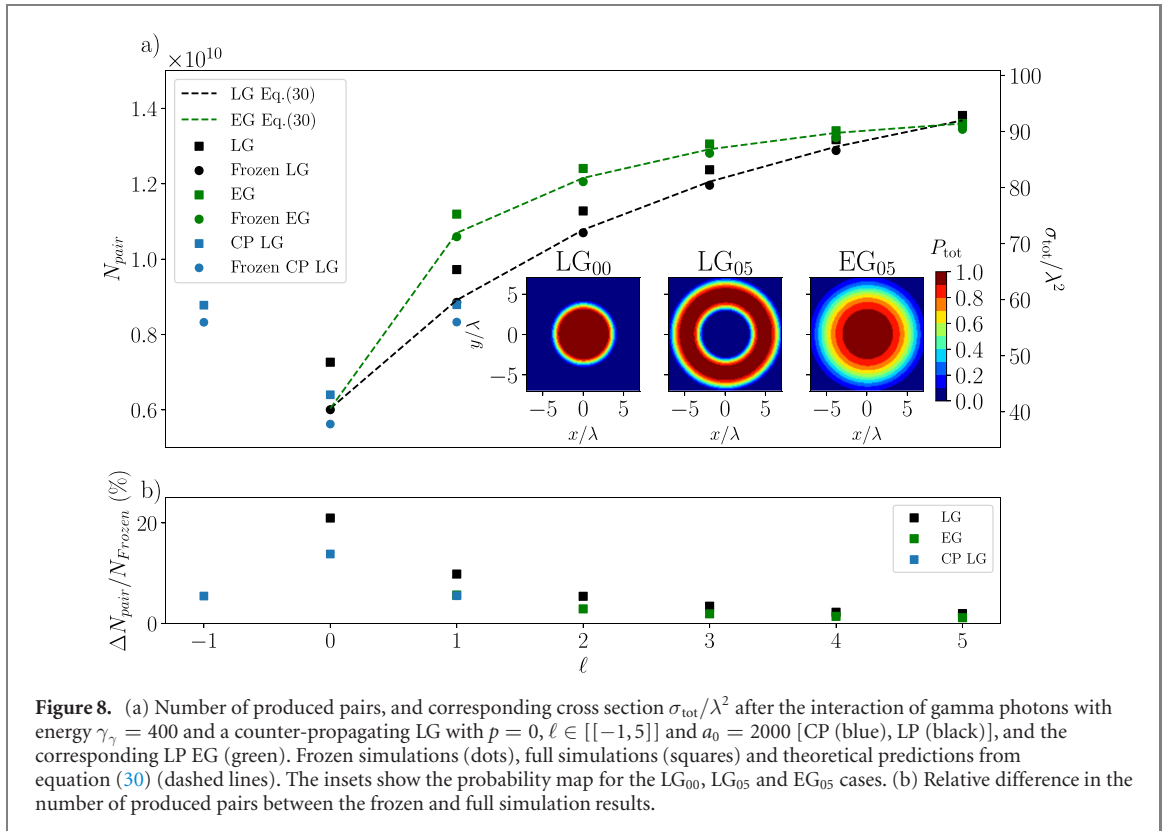 a)
×10^10
1.4
1.2
1.0
0.8
0.6
N_pair
100
90
80
70
60
50
40
σ_tot/λ^2
LG Eq.(30)
EG Eq.(30)
LG
Frozen LG
EG
Frozen EG
CP LG
Frozen CP LG
LG_00
LG_05
EG_05
P_tot
5
0
−5
y/λ
−5 0 5
−5 0 5
−5 0 5
x/λ
x/λ
x/λ
1.0
0.8
0.6
0.4
0.2
0.0
b)
20
0
ΔN_pair/N_Frozen (%)
LG
EG
CP LG
−1 0 1 2 3 4 5
ℓ
Figure 8. (a) Number of produced pairs, and corresponding cross section σ_tot/λ^2 after the interaction of gamma photons with
energy γ_γ = 400 and a counter-propagating LG with p = 0, ℓ ∈ [[−1, 5]] and a_0 = 2000 [CP (blue), LP (black)], and the
corresponding LP EG (green). Frozen simulations (dots), full simulations (squares) and theoretical predictions from
equation (30) (dashed lines). The insets show the probability map for the LG_00, LG_05 and EG_05 cases. (b) Relative difference in the
number of produced pairs between the frozen and full simulation results.